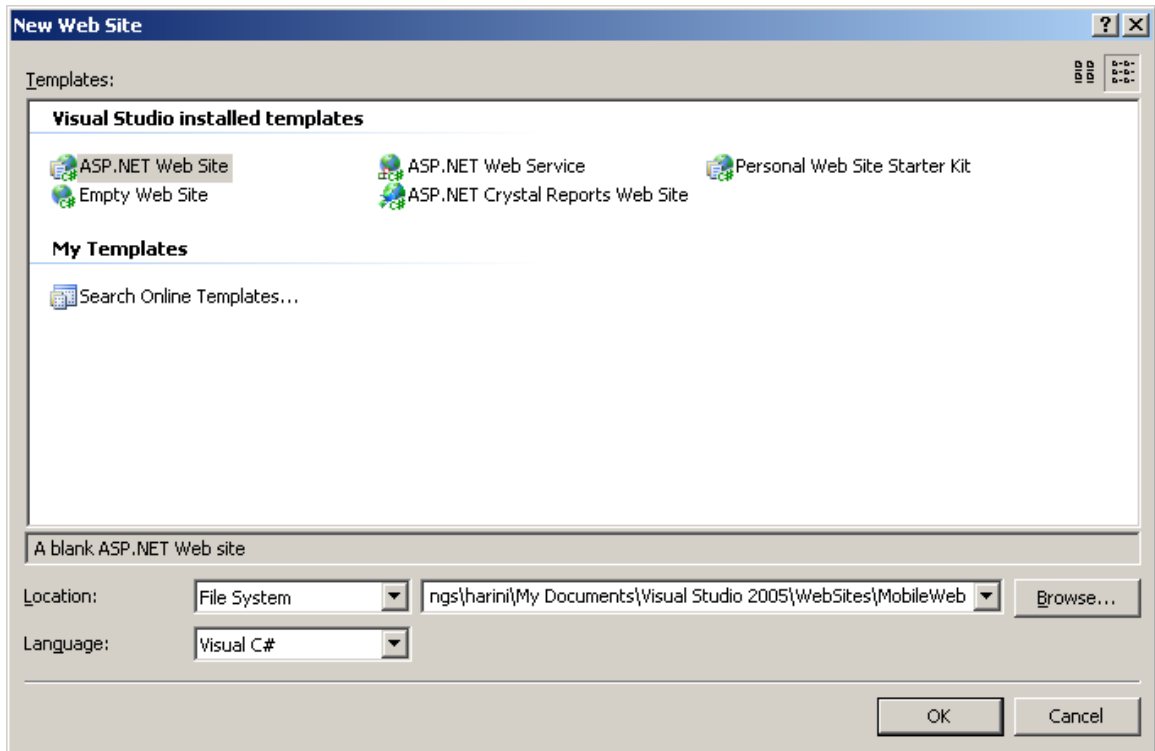 New Web Site
Templates:
Visual Studio installed templates
ASP.NET Web Site
ASP.NET Web Service
Personal Web Site Starter Kit
Empty Web Site
ASP.NET Crystal Reports Web Site
My Templates
Search Online Templates...
A blank ASP.NET Web site
Location:
File System
ngs\harini\My Documents\Visual Studio 2005\WebSites\MobileWeb
Browse...
Language:
Visual C#
OK
Cancel